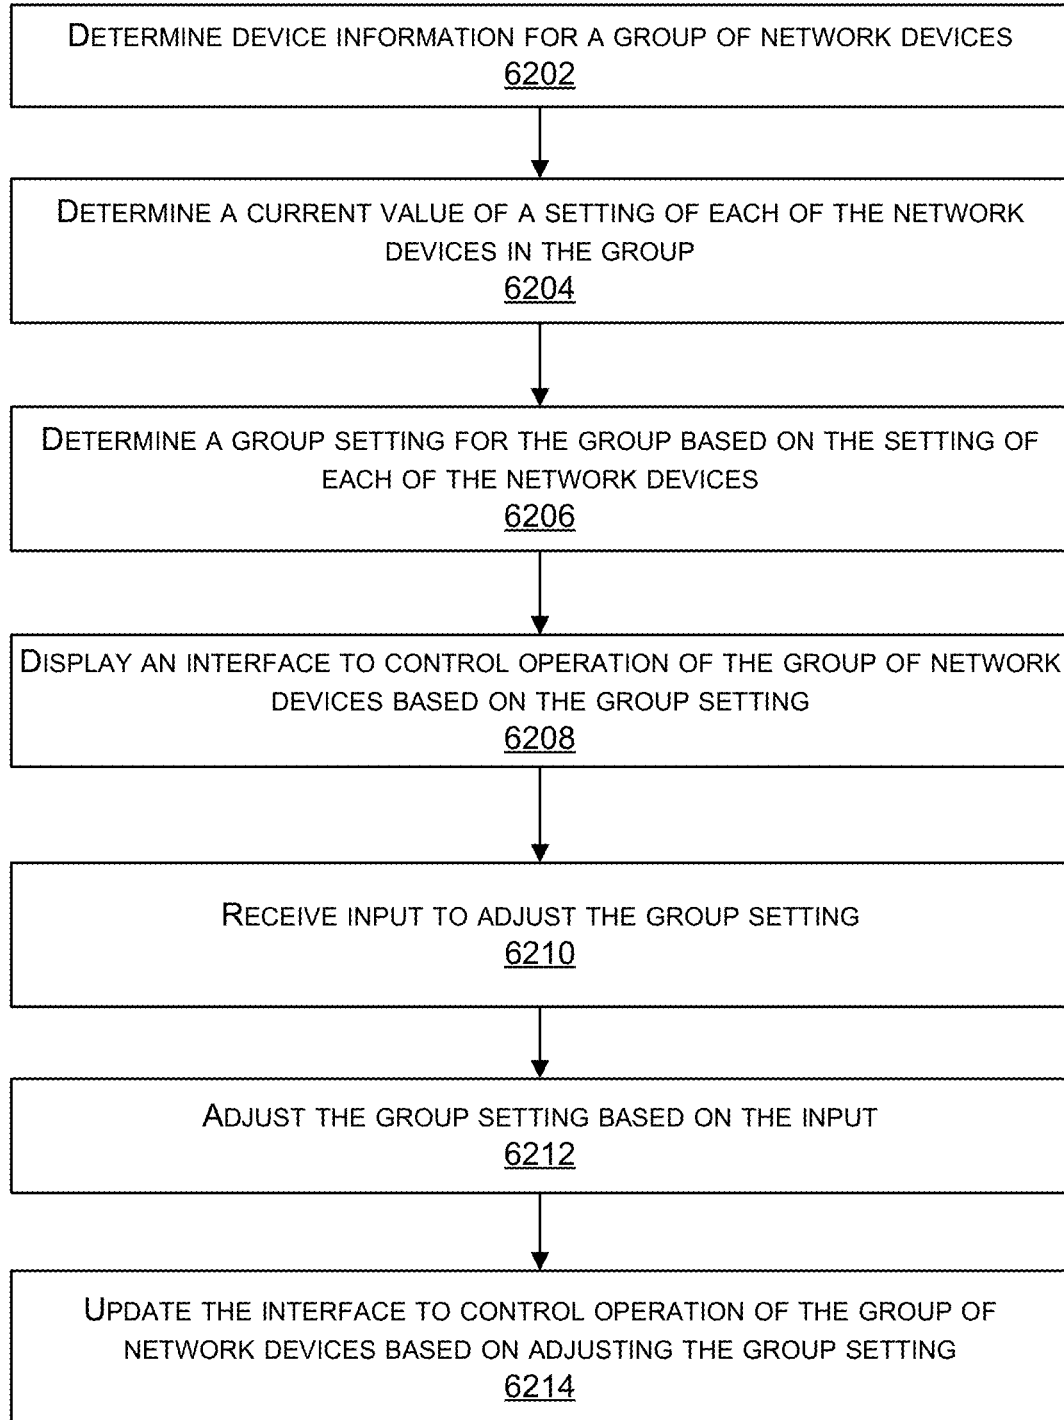 DETERMINE DEVICE INFORMATION FOR A GROUP OF NETWORK DEVICES
6202
DETERMINE A CURRENT VALUE OF A SETTING OF EACH OF THE NETWORK
DEVICES IN THE GROUP
6204
DETERMINE A GROUP SETTING FOR THE GROUP BASED ON THE SETTING OF
EACH OF THE NETWORK DEVICES
6206
DISPLAY AN INTERFACE TO CONTROL OPERATION OF THE GROUP OF NETWORK
DEVICES BASED ON THE GROUP SETTING
6208
RECEIVE INPUT TO ADJUST THE GROUP SETTING
6210
ADJUST THE GROUP SETTING BASED ON THE INPUT
6212
UPDATE THE INTERFACE TO CONTROL OPERATION OF THE GROUP OF
NETWORK DEVICES BASED ON ADJUSTING THE GROUP SETTING
6214